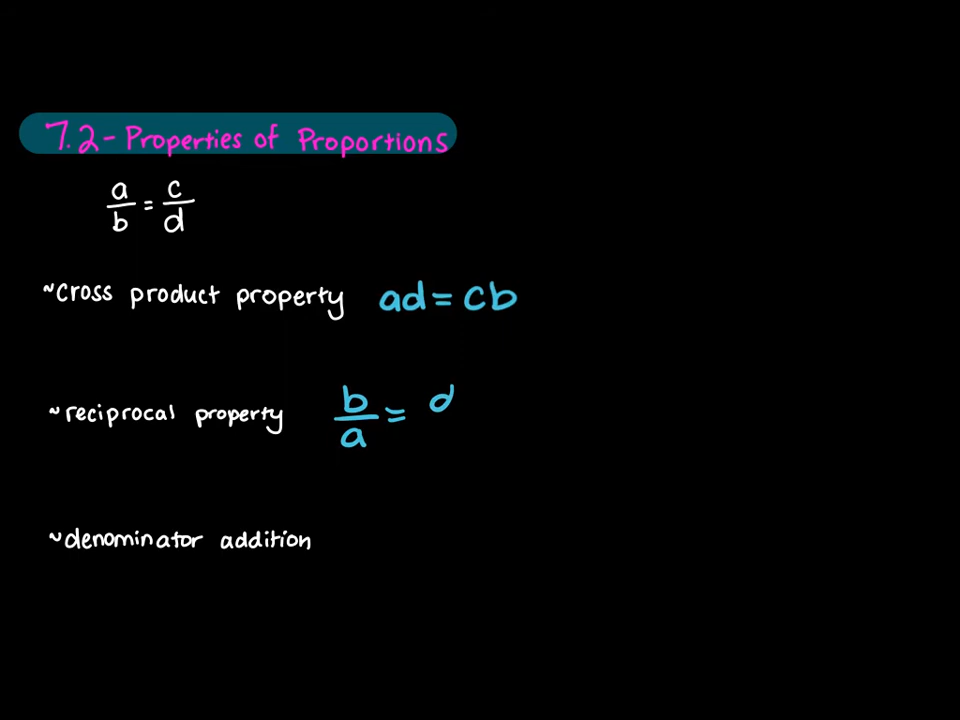 7.2 - Properties of Proportions
a/b = c/d
~cross product property ad = cb
~reciprocal property b/a = d
~denominator addition